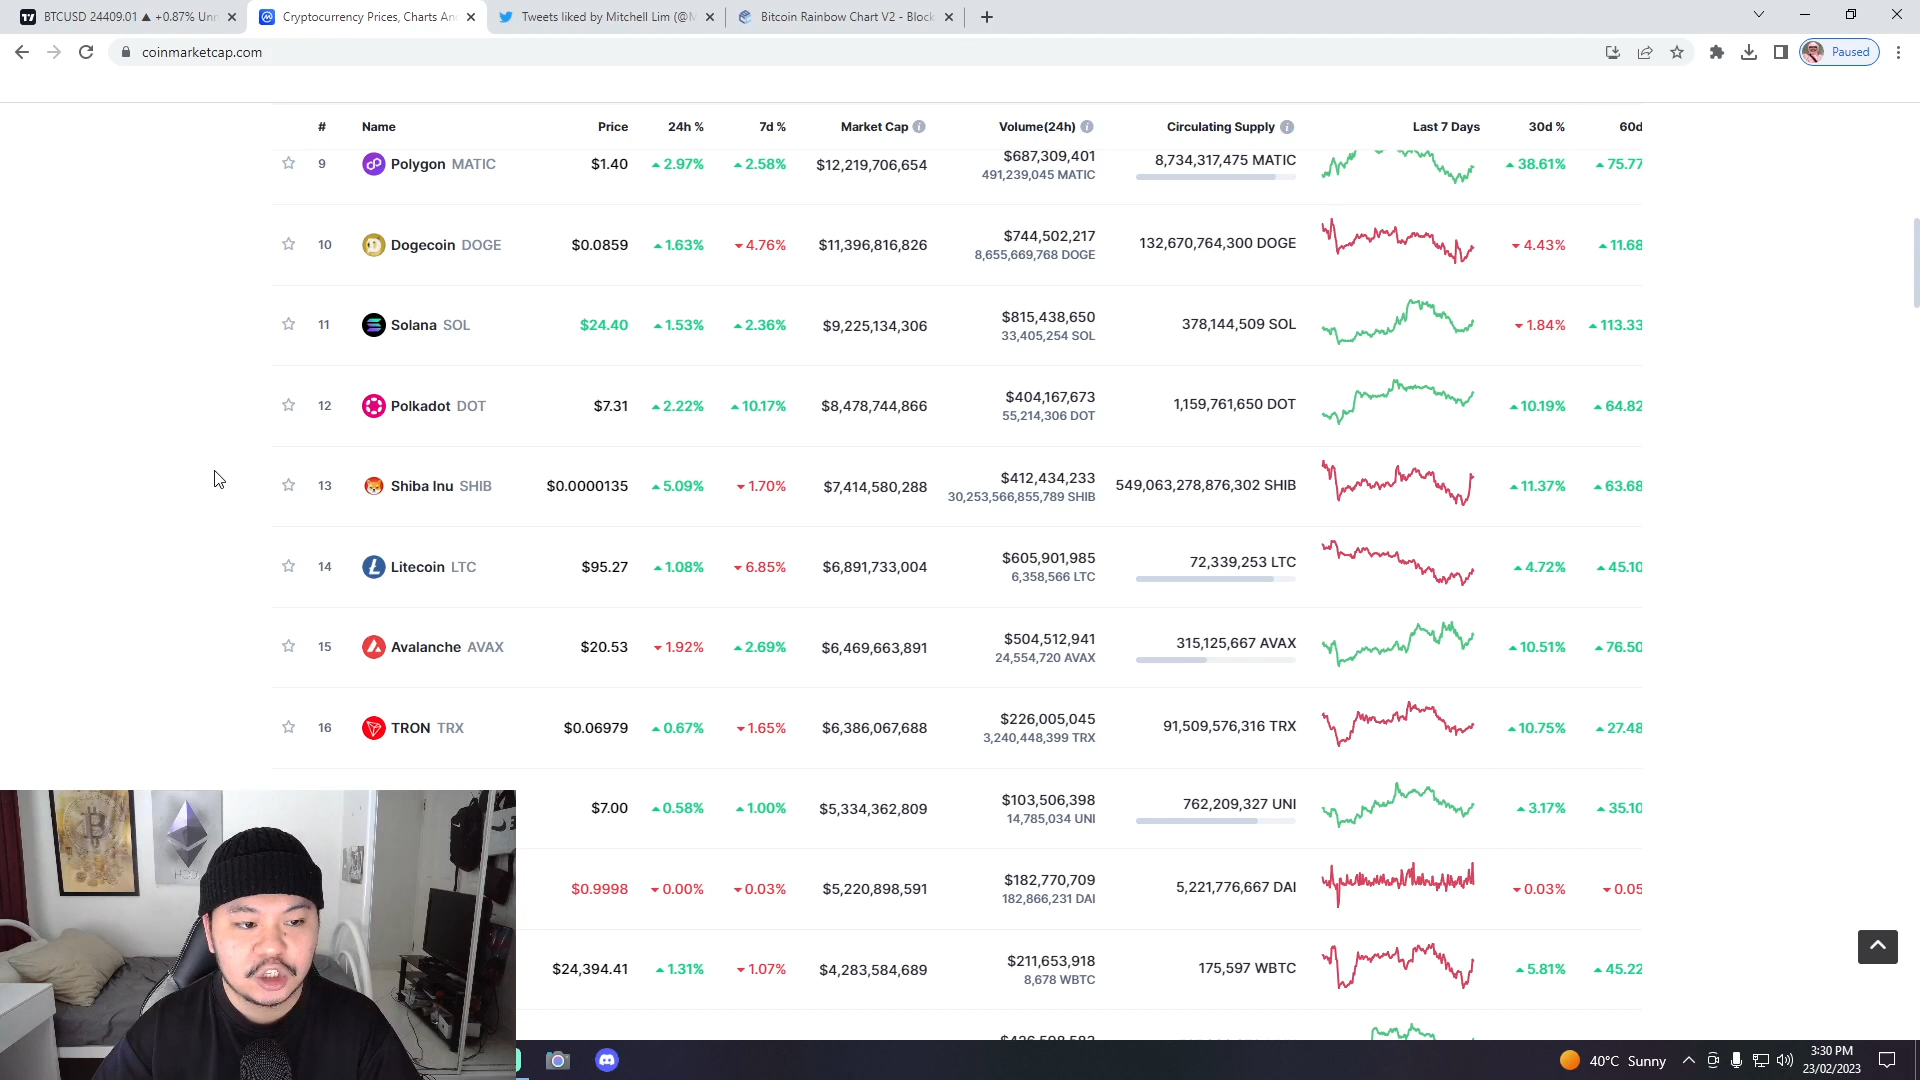 BTCUSD 24409.01 ▲ +0.87% Unn
Cryptocurrency Prices, Charts An
Tweets liked by Mitchell Lim (@M
Bitcoin Rainbow Chart V2 - Block
coinmarketcap.com
Paused
# Name Price 24h % 7d % Market Cap Volume(24h) Circulating Supply Last 7 Days 30d % 60d
9 Polygon MATIC $1.40 2.97% 2.58% $12,219,706,654 $687,309,401 8,734,317,475 MATIC 38.61% 75.77
491,239,045 MATIC
10 Dogecoin DOGE $0.0859 1.63% 4.76% $11,396,816,826 $744,502,217 132,670,764,300 DOGE 4.43% 11.68
8,655,669,768 DOGE
11 Solana SOL $24.40 1.53% 2.36% $9,225,134,306 $815,438,650 378,144,509 SOL 1.84% 113.33
33,405,254 SOL
12 Polkadot DOT $7.31 2.22% 10.17% $8,478,744,866 $404,167,673 1,159,761,650 DOT 10.19% 64.82
55,214,306 DOT
13 Shiba Inu SHIB $0.0000135 5.09% 1.70% $7,414,580,288 $412,434,233 549,063,278,876,302 SHIB 11.37% 63.68
30,253,566,855,789 SHIB
14 Litecoin LTC $95.27 1.08% 6.85% $6,891,733,004 $605,901,985 72,339,253 LTC 4.72% 45.10
6,358,566 LTC
15 Avalanche AVAX $20.53 1.92% 2.69% $6,469,663,891 $504,512,941 315,125,667 AVAX 10.51% 76.50
24,554,720 AVAX
16 TRON TRX $0.06979 0.67% 1.65% $6,386,067,688 $226,005,045 91,509,576,316 TRX 10.75% 27.48
3,240,448,399 TRX
$7.00 0.58% 1.00% $5,334,362,809 $103,506,398 762,209,327 UNI 3.17% 35.10
14,785,034 UNI
$0.9998 0.00% 0.03% $5,220,898,591 $182,770,709 5,221,776,667 DAI 0.03% 0.05
182,866,231 DAI
$24,394.41 1.31% 1.07% $4,283,584,689 $211,653,918 175,597 WBTC 5.81% 45.22
8,678 WBTC
40°C Sunny
3:30 PM
23/02/2023